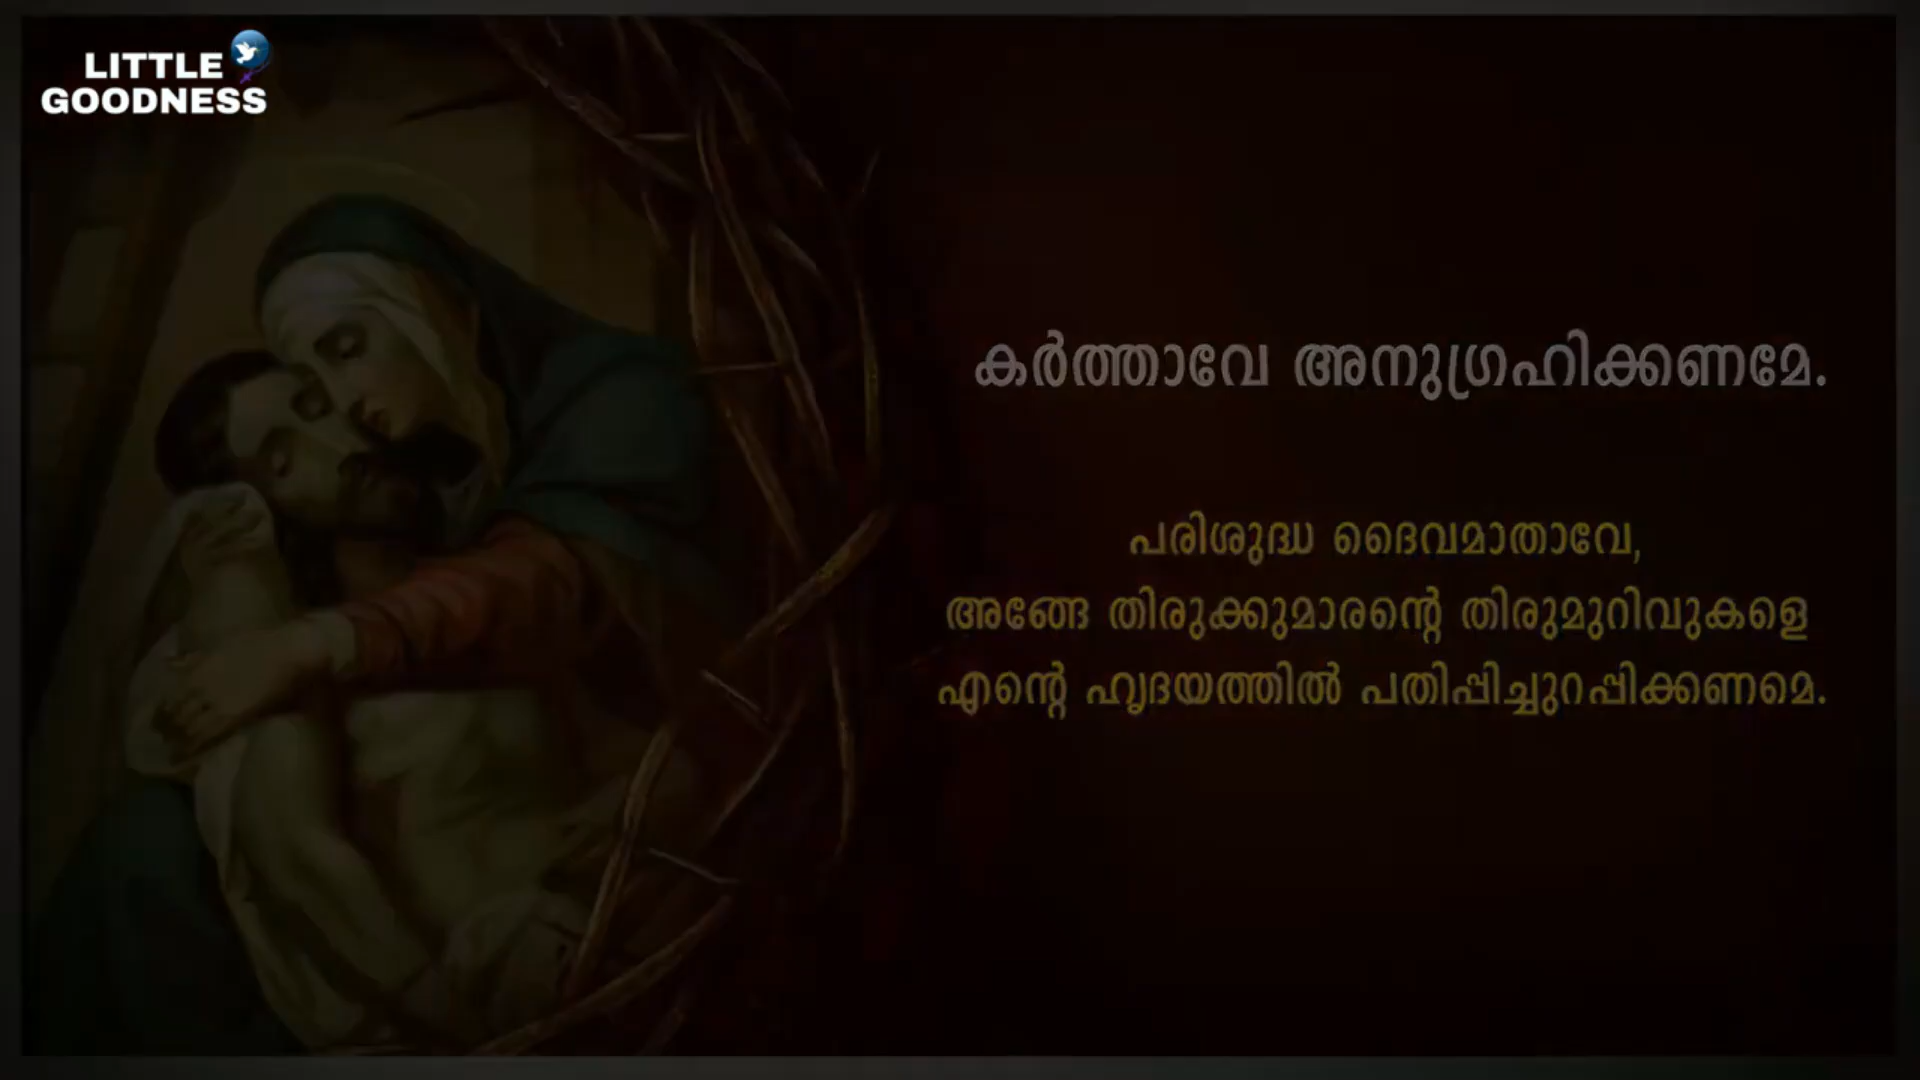 LITTLE
GOODNESS
കർത്താവേ അനുഗ്രഹിക്കണമേ.
പരിശുദ്ധ ദൈവമാതാവേ,
അങ്ങേ തിരുക്കുമാരന്റെ തിരുമുറിവുകളെ
എന്റെ ഹൃദയത്തിൽ പതിപ്പിച്ചുറപ്പിക്കണമെ.